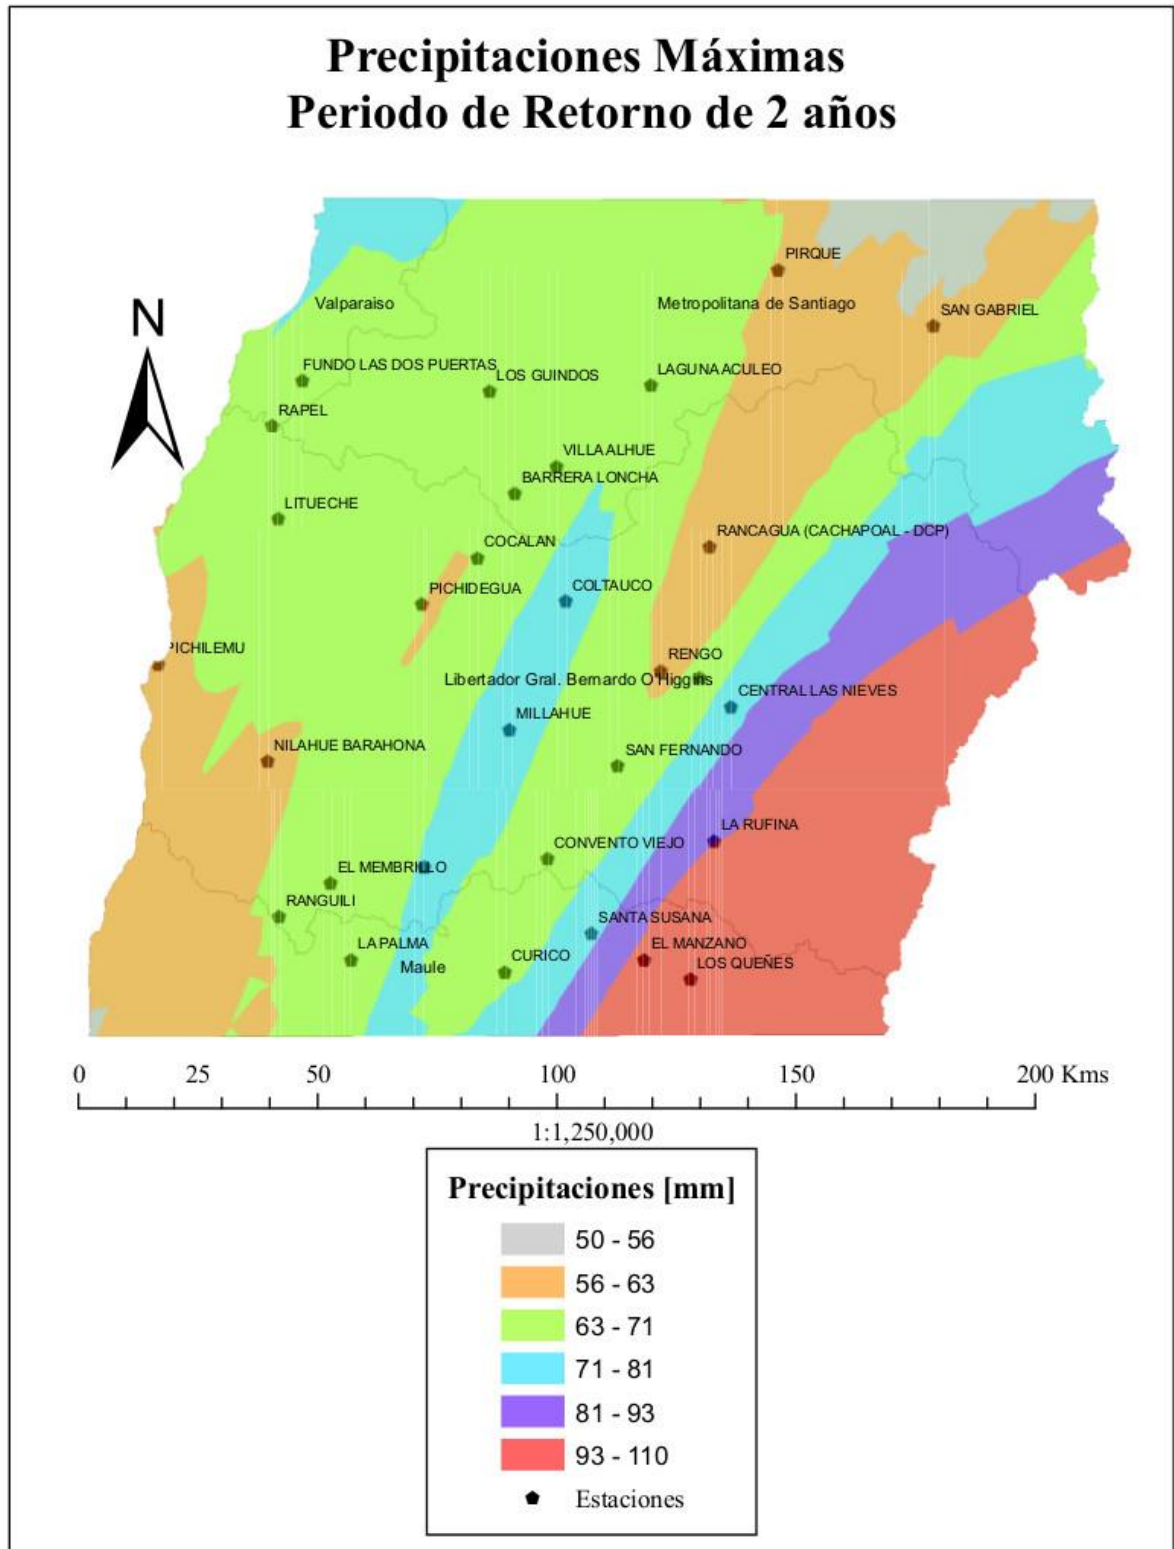 Precipitaciones Máximas
Periodo de Retorno de 2 años
N
PIRQUE
Valparaiso
Metropolitana de Santiago
SAN GABRIEL
FUNDO LAS DOS PUERTAS
LOS GUINDOS
LAGUNA ACULEO
RAPEL
VILLA ALHUE
BARRERA LONCHA
LITUECHE
RANCAGUA (CACHAPOAL - DCP)
COCALAN
PICHIDEGUA
COLTAUCO
PICHILEMU
RENGO
Libertador Gral. Bernardo O'Higgins
CENTRAL LAS NIEVES
MILLAHUE
NILAHUE BARAHONA
SAN FERNANDO
LA RUFINA
CONVENTO VIEJO
EL MEMBRILLO
RANGUILI
SANTA SUSANA
LA PALMA
EL MANZANO
CURICO
Maule
LOS QUEÑES
0 25 50 100 150 200 Kms
1:1,250,000
Precipitaciones [mm]
50 - 56
56 - 63
63 - 71
71 - 81
81 - 93
93 - 110
Estaciones